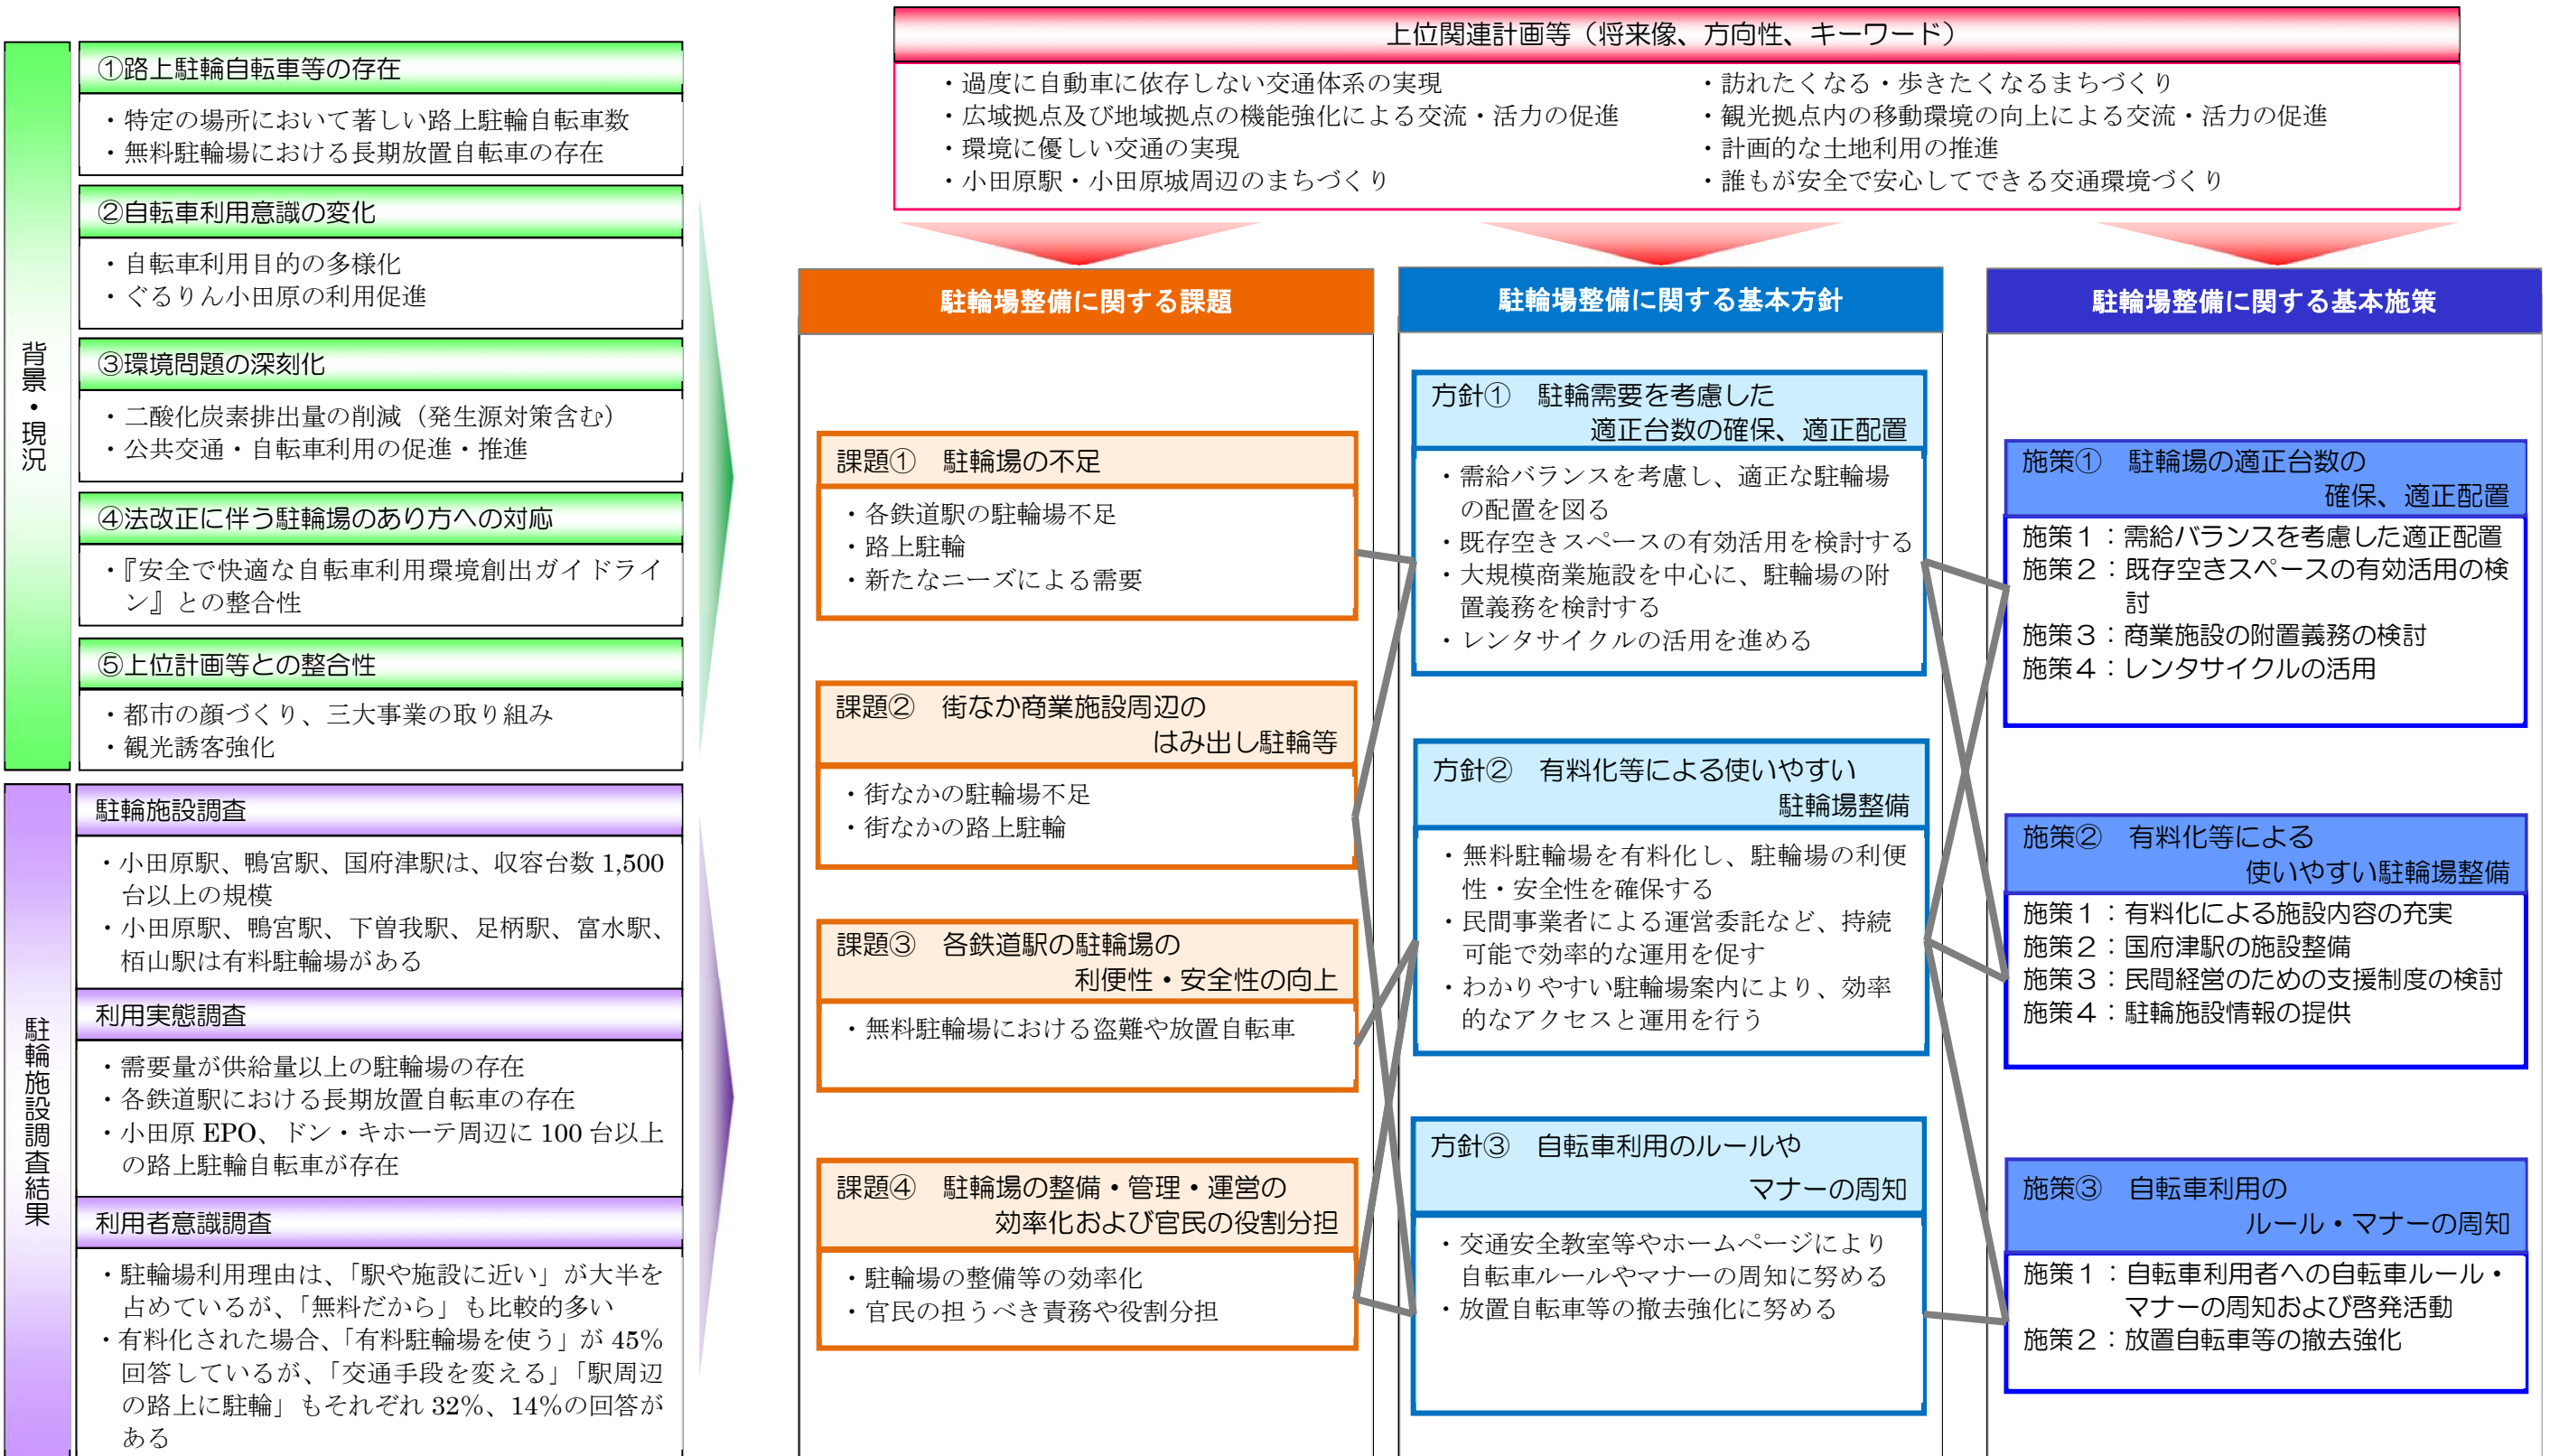 上位関連計画等（将来像、方向性、キーワード）
・過度に自動車に依存しない交通体系の実現
・広域拠点及び地域拠点の機能強化による交流・活力の促進
・環境に優しい交通の実現
・小田原駅・小田原城周辺のまちづくり
・訪れたくなる・歩きたくなるまちづくり
・観光拠点内の移動環境の向上による交流・活力の促進
・計画的な土地利用の推進
・誰もが安全で安心してできる交通環境づくり
背景・現況
①路上駐輪自転車等の存在
・特定の場所において著しい路上駐輪自転車数
・無料駐輪場における長期放置自転車の存在
②自転車利用意識の変化
・自転車利用目的の多様化
・ぐるりん小田原の利用促進
③環境問題の深刻化
・二酸化炭素排出量の削減（発生源対策含む）
・公共交通・自転車利用の促進・推進
④法改正に伴う駐輪場のあり方への対応
・『安全で快適な自転車利用環境創出ガイドライ
ン』との整合性
⑤上位計画等との整合性
・都市の顔づくり、三大事業の取り組み
・観光誘客強化
駐輪施設調査結果
駐輪施設調査
・小田原駅、鴨宮駅、国府津駅は、収容台数 1,500
台以上の規模
・小田原駅、鴨宮駅、下曽我駅、足柄駅、富水駅、
栢山駅は有料駐輪場がある
利用実態調査
・需要量が供給量以上の駐輪場の存在
・各鉄道駅における長期放置自転車の存在
・小田原 EPO、ドン・キホーテ周辺に 100 台以上
の路上駐輪自転車が存在
利用者意識調査
・駐輪場利用理由は、「駅や施設に近い」が大半を
占めているが、「無料だから」も比較的多い
・有料化された場合、「有料駐輪場を使う」が 45%
回答しているが、「交通手段を変える」「駅周辺
の路上に駐輪」もそれぞれ 32%、14%の回答が
ある
駐輪場整備に関する課題
課題①　駐輪場の不足
・各鉄道駅の駐輪場不足
・路上駐輪
・新たなニーズによる需要
課題②　街なか商業施設周辺の
はみ出し駐輪等
・街なかの駐輪場不足
・街なかの路上駐輪
課題③　各鉄道駅の駐輪場の
利便性・安全性の向上
・無料駐輪場における盗難や放置自転車
課題④　駐輪場の整備・管理・運営の
効率化および官民の役割分担
・駐輪場の整備等の効率化
・官民の担うべき責務や役割分担
駐輪場整備に関する基本方針
方針①　駐輪需要を考慮した
適正台数の確保、適正配置
・需給バランスを考慮し、適正な駐輪場
の配置を図る
・既存空きスペースの有効活用を検討する
・大規模商業施設を中心に、駐輪場の附
置義務を検討する
・レンタサイクルの活用を進める
方針②　有料化等による使いやすい
駐輪場整備
・無料駐輪場を有料化し、駐輪場の利便
性・安全性を確保する
・民間事業者による運営委託など、持続
可能で効率的な運用を促す
・わかりやすい駐輪場案内により、効率
的なアクセスと運用を行う
方針③　自転車利用のルールや
マナーの周知
・交通安全教室等やホームページにより
自転車ルールやマナーの周知に努める
・放置自転車等の撤去強化に努める
駐輪場整備に関する基本施策
施策①　駐輪場の適正台数の
確保、適正配置
施策１：需給バランスを考慮した適正配置
施策２：既存空きスペースの有効活用の検
討
施策３：商業施設の附置義務の検討
施策４：レンタサイクルの活用
施策②　有料化等による
使いやすい駐輪場整備
施策１：有料化による施設内容の充実
施策２：国府津駅の施設整備
施策３：民間経営のための支援制度の検討
施策４：駐輪施設情報の提供
施策③　自転車利用の
ルール・マナーの周知
施策１：自転車利用者への自転車ルール・
マナーの周知および啓発活動
施策２：放置自転車等の撤去強化